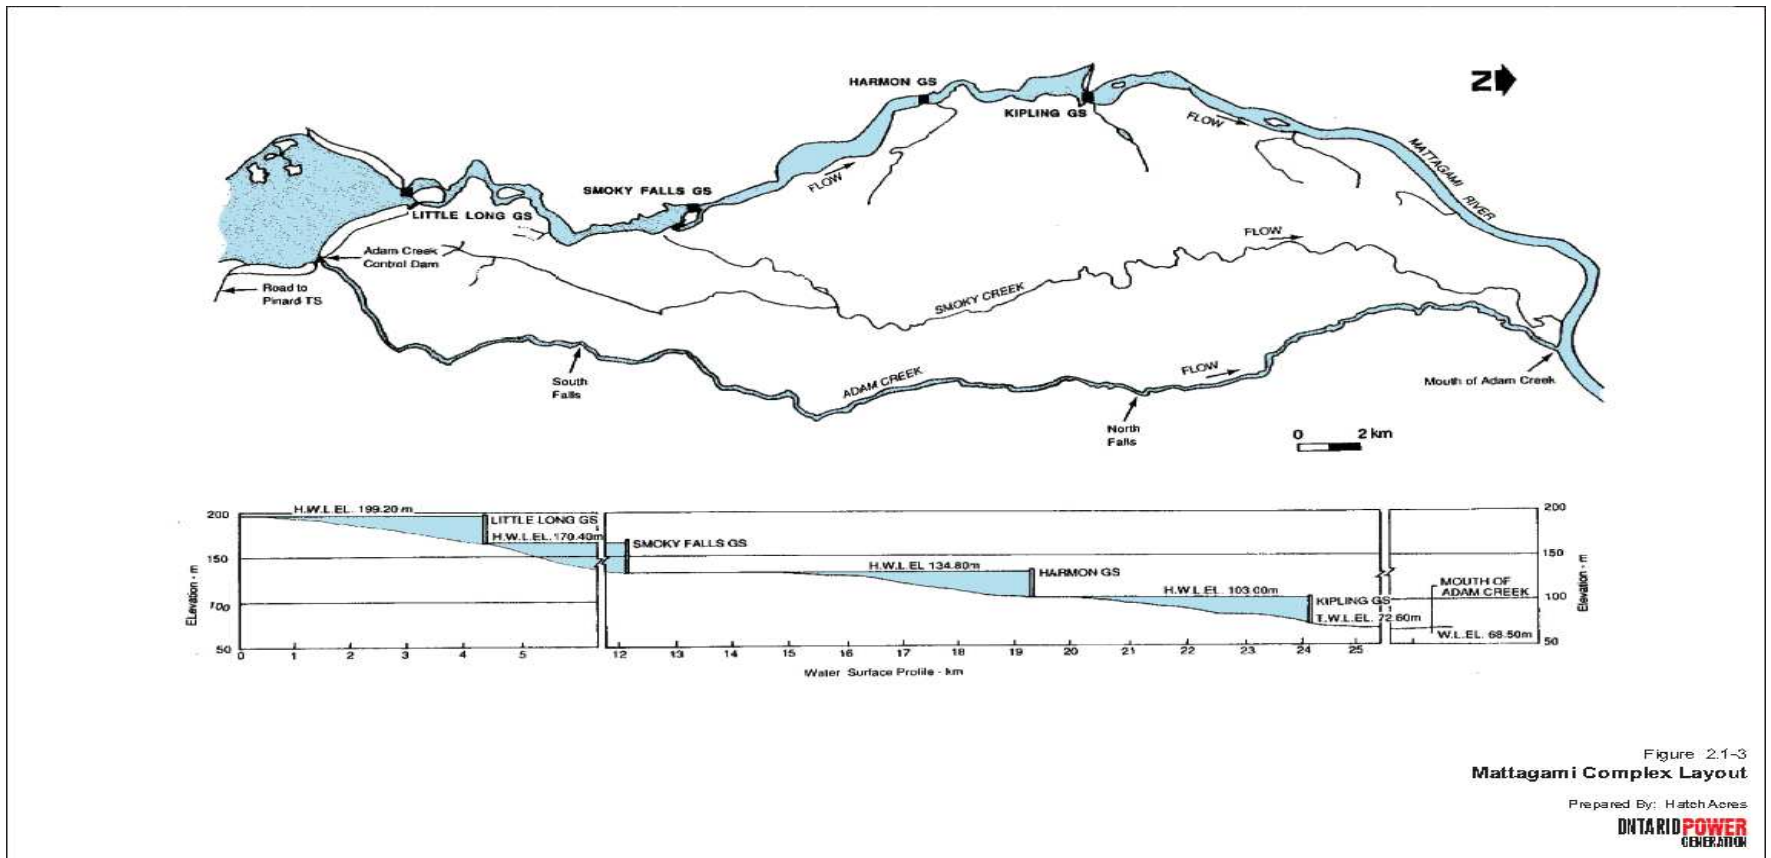 N
HARMON GS
KIPLING GS
FLOW
MATTAGAMI RIVER
SMOKY FALLS GS
FLOW
LITTLE LONG GS
Adam Creek
Control Dam
FLOW
Road to
Pinard TS
SMOKY CREEK
South
Falls
ADAM CREEK
FLOW
Mouth of Adam Creek
North
Falls
0 2 km
H.W.L.EL. 199.20 m
LITTLE LONG GS
H.W.L.EL. 170.40m
SMOKY FALLS GS
H.W.L.EL 134.80m
HARMON GS
H.W.L.EL. 103.00m
KIPLING GS
T.W.L.EL. 72.60m
MOUTH OF
ADAM CREEK
W.L.EL. 68.50m
Elevation - m
200
150
100
50
200
150
100
50
Elevation - m
0 1 2 3 4 5 12 13 14 15 16 17 18 19 20 21 22 23 24 25
Water Surface Profile - km
Figure 2.1-3
Mattagami Complex Layout
Prepared By: Hatch Acres
ONTARIO POWER
GENERATION